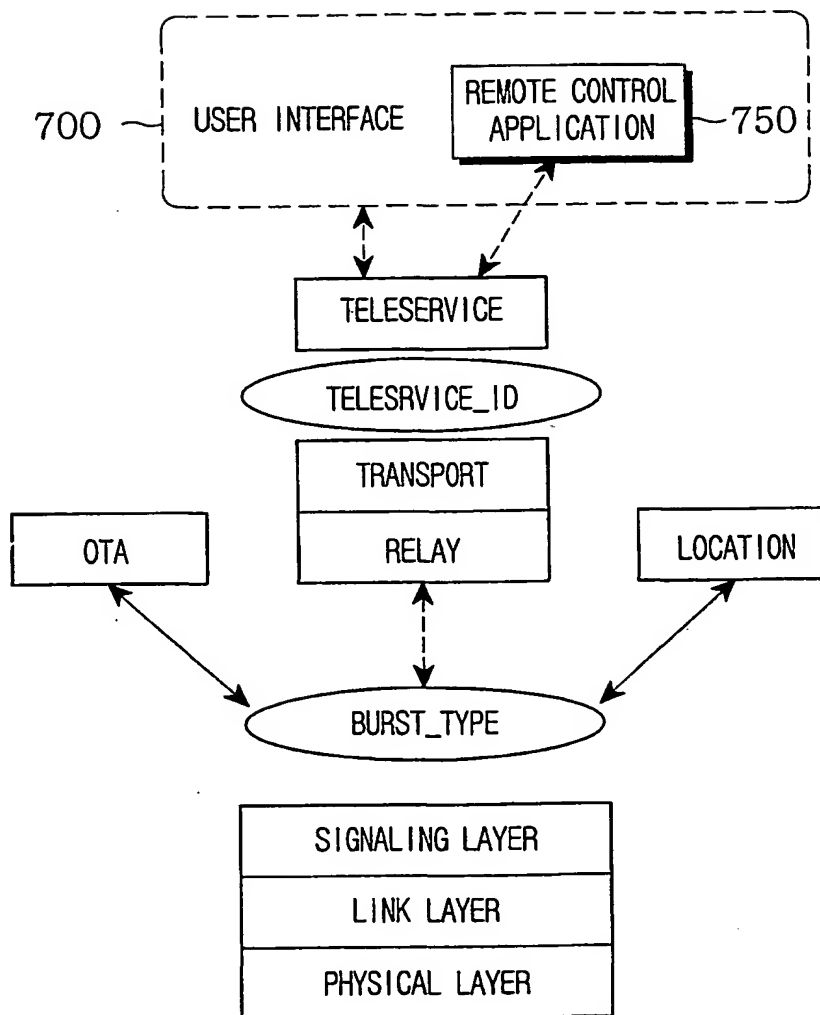 700
USER INTERFACE
REMOTE CONTROL
APPLICATION
750
TELESERVICE
TELESRVICE_ID
TRANSPORT
OTA
RELAY
LOCATION
BURST_TYPE
SIGNALING LAYER
LINK LAYER
PHYSICAL LAYER